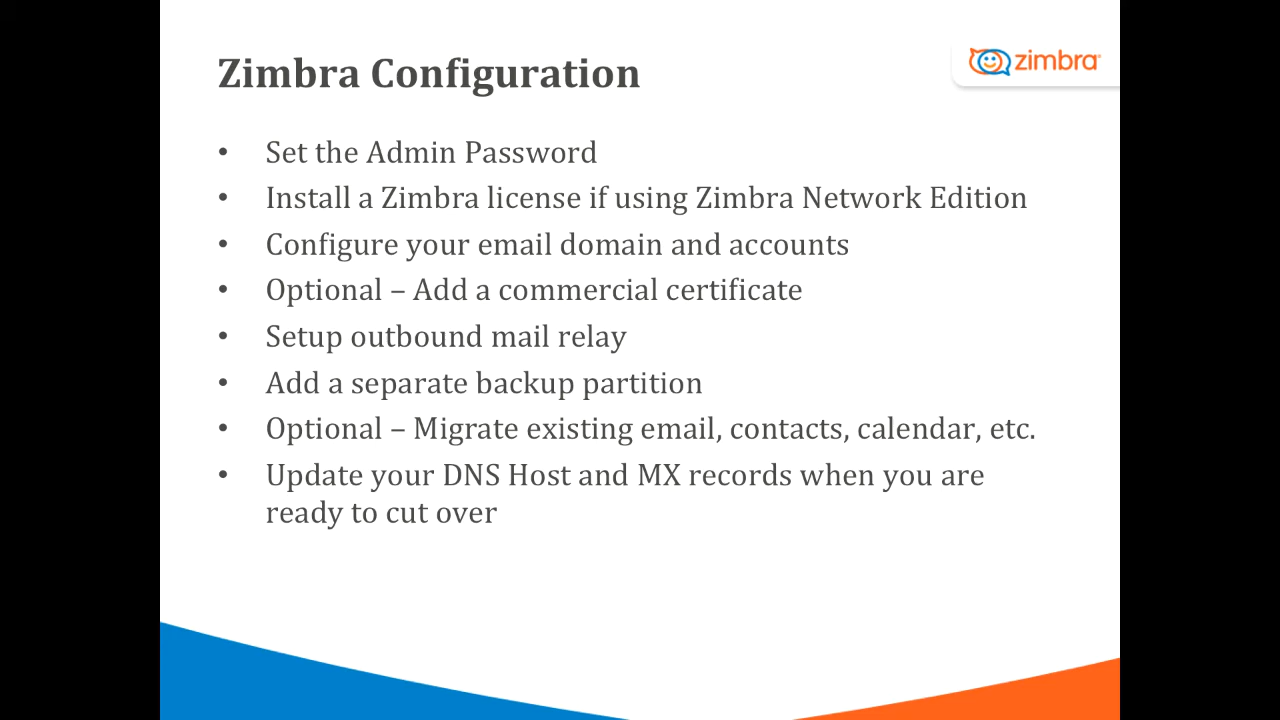 Zimbra Configuration
zimbra®
• Set the Admin Password
• Install a Zimbra license if using Zimbra Network Edition
• Configure your email domain and accounts
• Optional – Add a commercial certificate
• Setup outbound mail relay
• Add a separate backup partition
• Optional – Migrate existing email, contacts, calendar, etc.
• Update your DNS Host and MX records when you are
ready to cut over